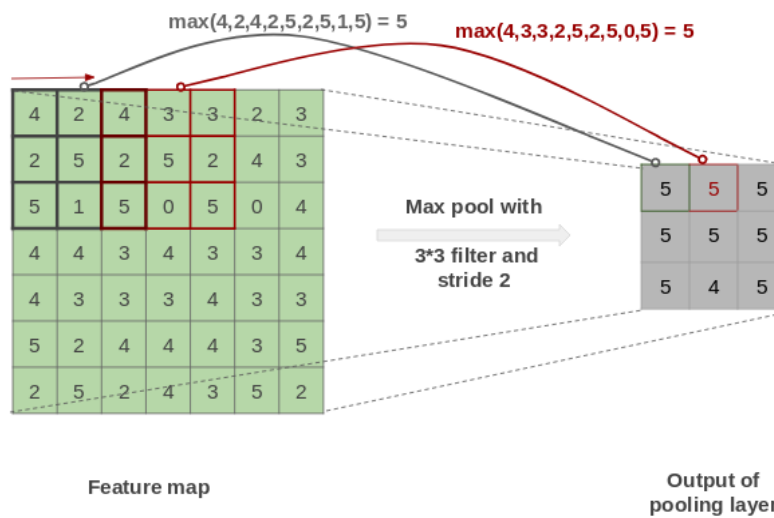 max(4,2,4,2,5,2,5,1,5) = 5
max(4,3,3,2,5,2,5,0,5) = 5
4 2 4 3 3 2 3
2 5 2 5 2 4 3
5 1 5 0 5 0 4
4 4 3 4 3 3 4
4 3 3 3 4 3 3
5 2 4 4 4 3 5
2 5 2 4 3 5 2
Max pool with
3*3 filter and
stride 2
5 5 5
5 5 5
5 4 5
Feature map
Output of
pooling layer